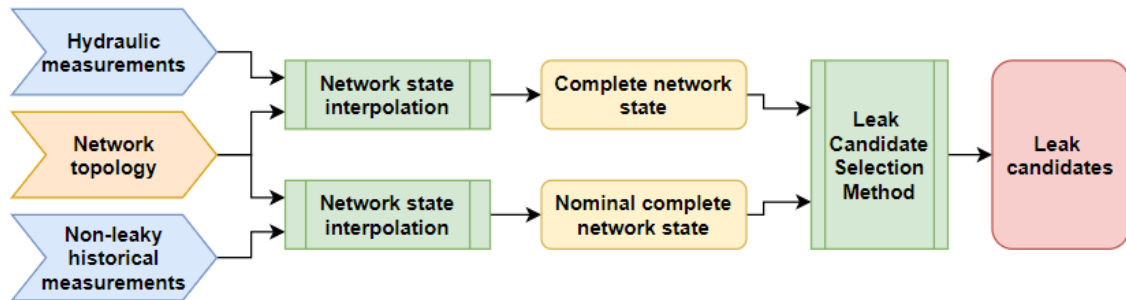 Hydraulic
measurements
Network
topology
Non-leaky
historical
measurements
Network state
interpolation
Network state
interpolation
Complete network
state
Nominal complete
network state
Leak
Candidate
Selection
Method
Leak
candidates